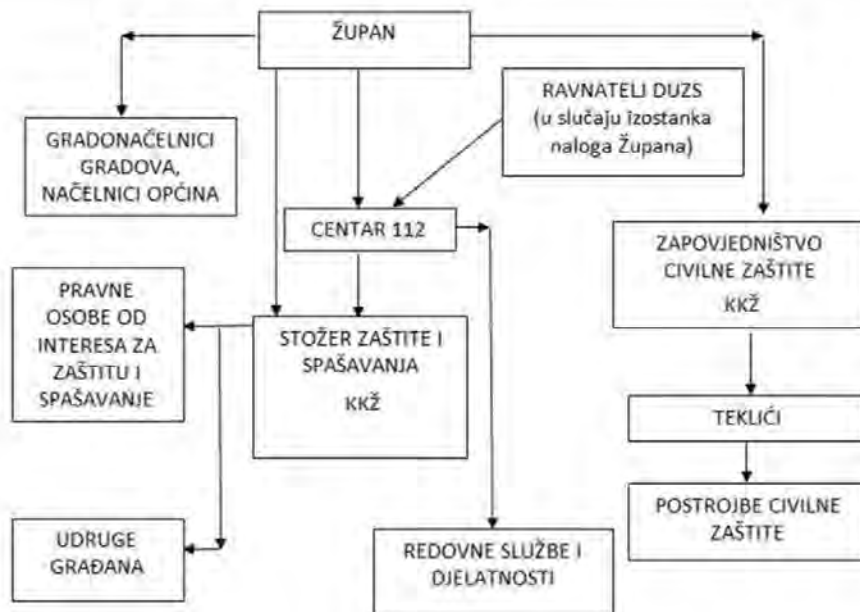 ŽUPAN
RAVNATELJ DUZS
(u slučaju izostanka
naloga Župana)
GRADONAČELNICI
GRADOVA,
NAČELNICI OPĆINA
CENTAR 112
ZAPOVJEDNIŠTVO
CIVILNE ZAŠTITE
KKŽ
PRAVNE
OSOBE OD
INTERESA ZA
ZAŠTITU I
SPAŠAVANJE
STOŽER ZAŠTITE I
SPAŠAVANJA
KKŽ
TEKLIĆI
POSTROJBE CIVILNE
ZAŠTITE
UDRUGE
GRAĐANA
REDOVNE SLUŽBE I
DJELATNOSTI